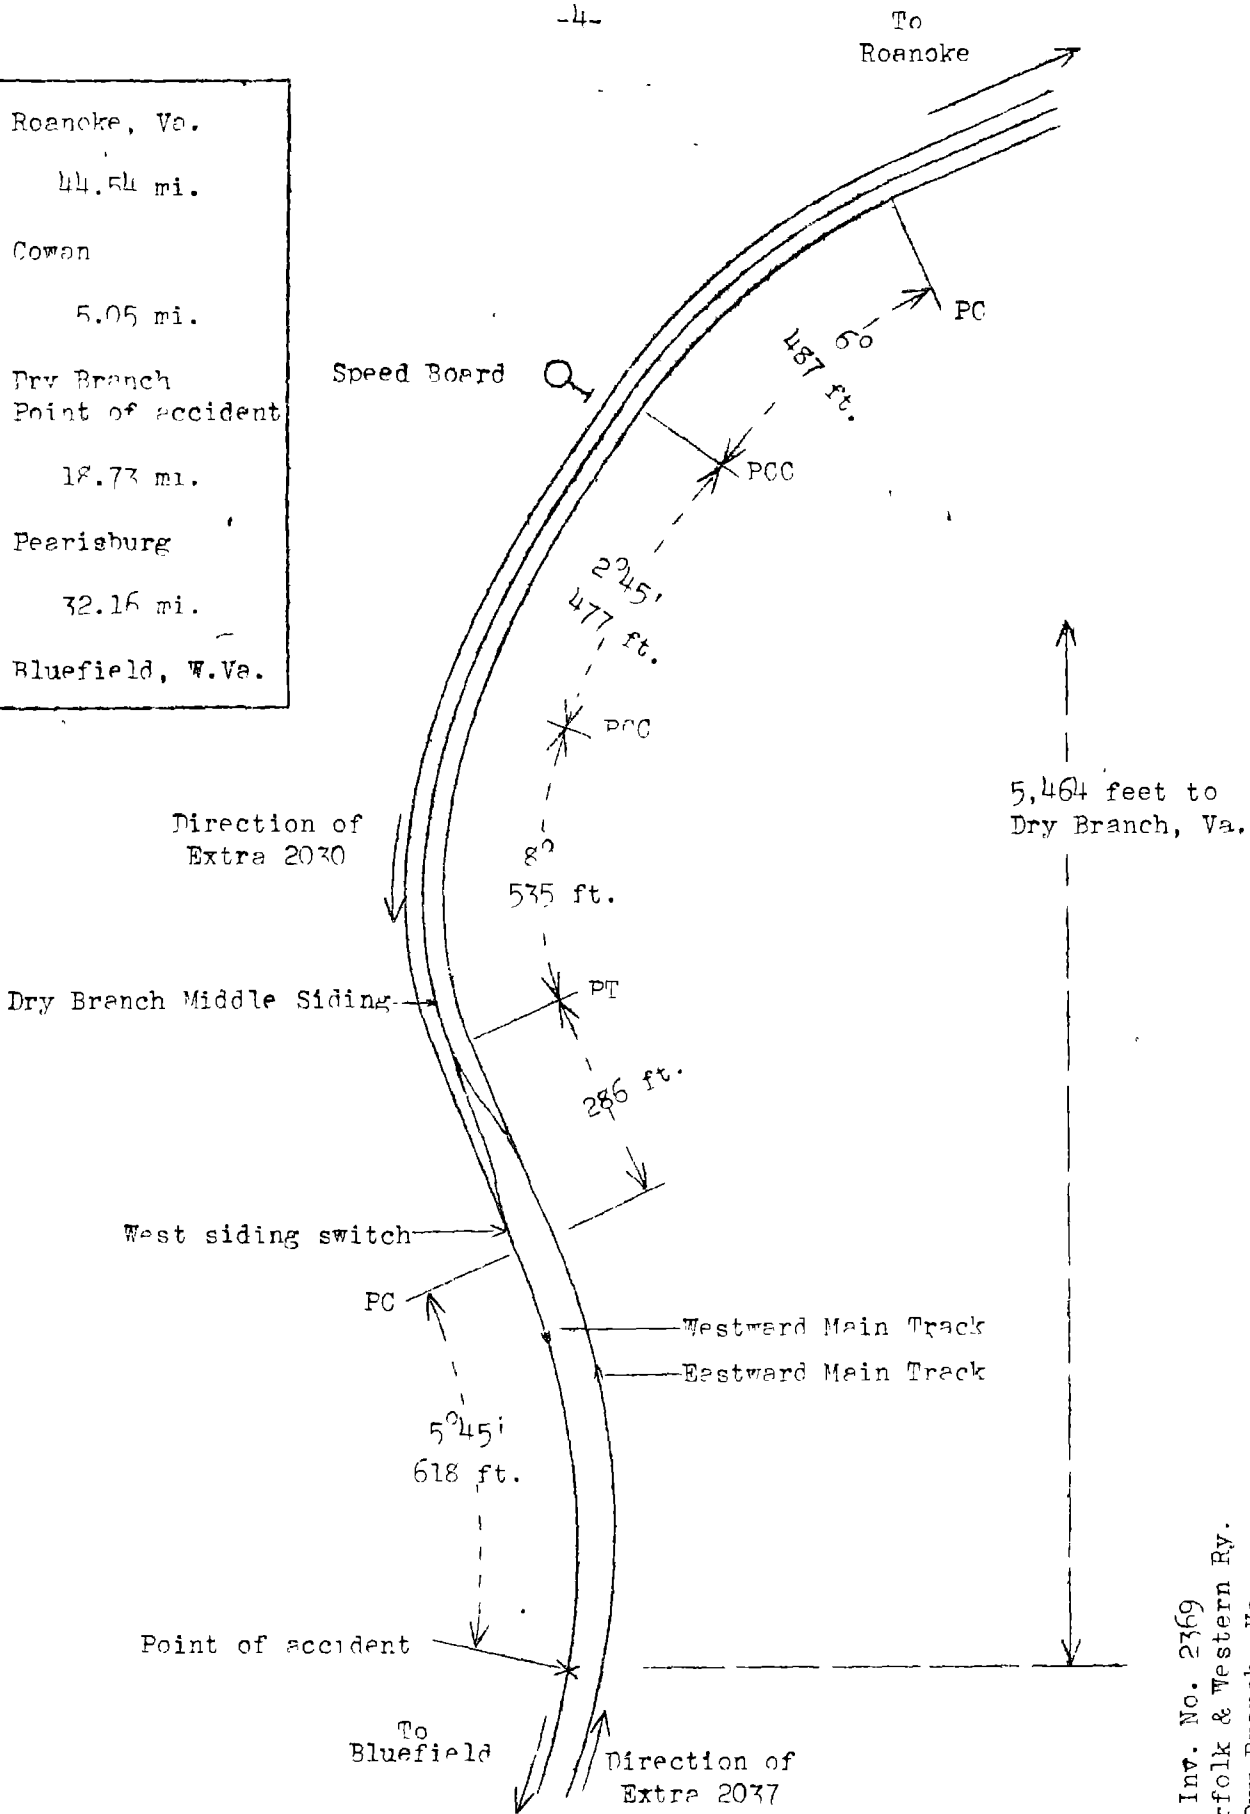 -4-
To
Roanoke
Roanoke, Va.
44.54 mi.
Cowan
5.05 mi.
Dry Branch
Point of accident
18.73 mi.
Pearisburg
32.16 mi.
Bluefield, W.Va.
Speed Board
PC
6°
487 ft.
PCC
2°45'
477 ft.
PCC
Direction of
Extra 2030
8°
535 ft.
5,464 feet to
Dry Branch, Va.
Dry Branch Middle Siding
PT
286 ft.
West siding switch
PC
Westward Main Track
Eastward Main Track
5°45'
618 ft.
Point of accident
To
Bluefield
Direction of
Extra 2037
Inv. No. 2369
rfolk & Western Ry.